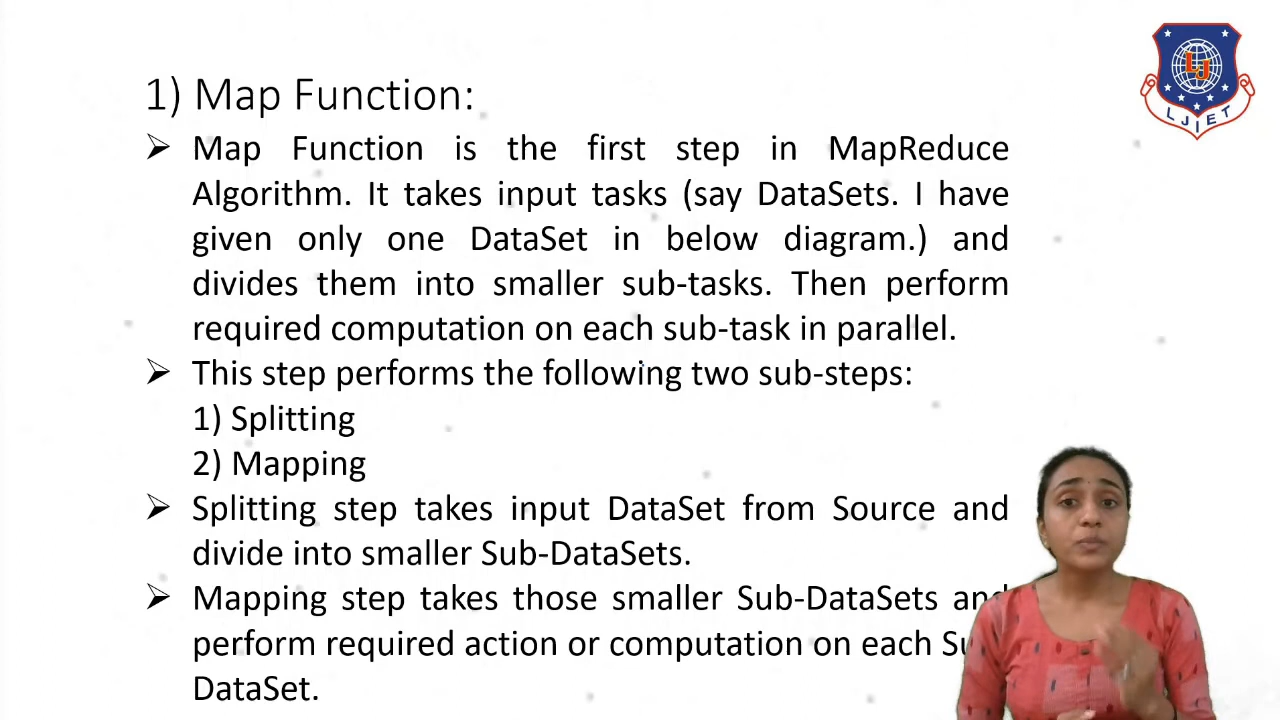 1) Map Function:
➢ Map Function is the first step in MapReduce
Algorithm. It takes input tasks (say DataSets. I have
given only one DataSet in below diagram.) and
divides them into smaller sub-tasks. Then perform
required computation on each sub-task in parallel.
➢ This step performs the following two sub-steps:
1) Splitting
2) Mapping
➢ Splitting step takes input DataSet from Source and
divide into smaller Sub-DataSets.
➢ Mapping step takes those smaller Sub-DataSets and
perform required action or computation on each
DataSet.
LJ
LJIET